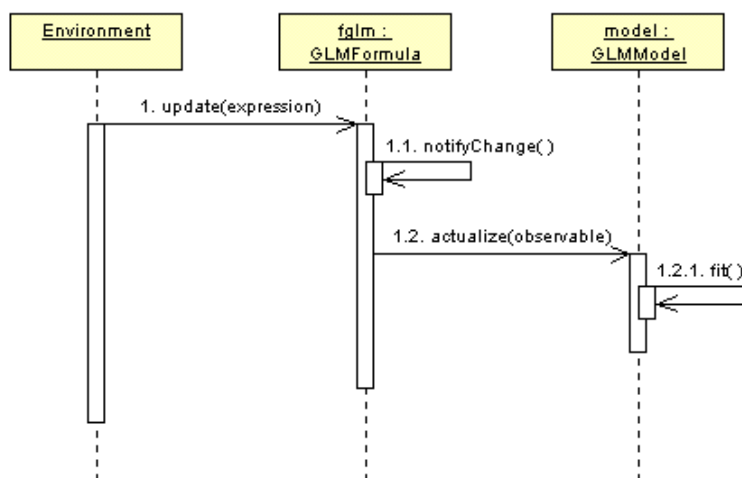 Environment
fglm :
GLMFormula
model :
GLMModel
1. update(expression)
1.1. notifyChange( )
1.2. actualize(observable)
1.2.1. fit()